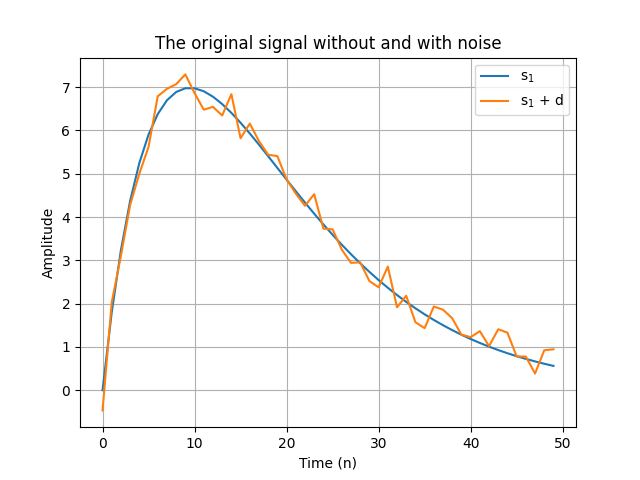 The original signal without and with noise
s₁
s₁ + d
Amplitude
7
6
5
4
3
2
1
0
0 10 20 30 40 50
Time (n)